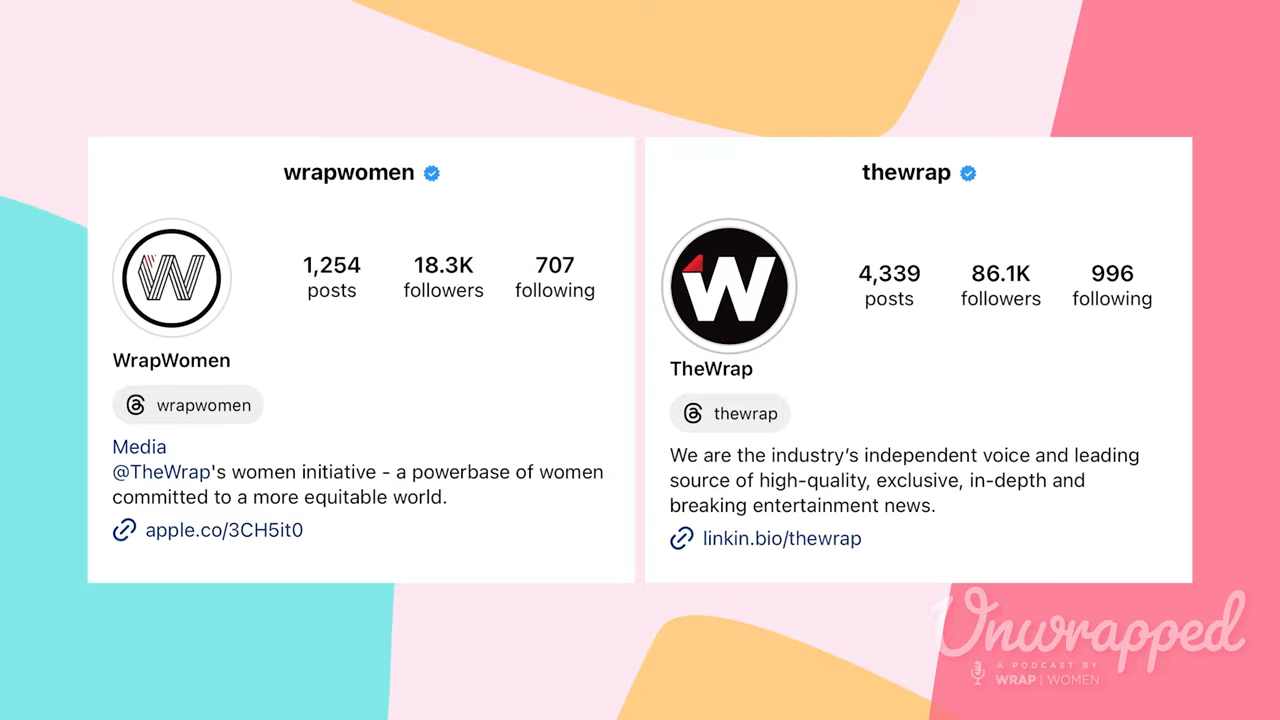 wrapwomen
W
1,254 18.3K 707
posts followers following
WrapWomen
wrapwomen
Media
@TheWrap's women initiative - a powerbase of women
committed to a more equitable world.
apple.co/3CH5it0
thewrap
W
4,339 86.1K 996
posts followers following
TheWrap
thewrap
We are the industry’s independent voice and leading
source of high-quality, exclusive, in-depth and
breaking entertainment news.
linkin.bio/thewrap
Unwrapped
A PODCAST BY
WRAP | WOMEN